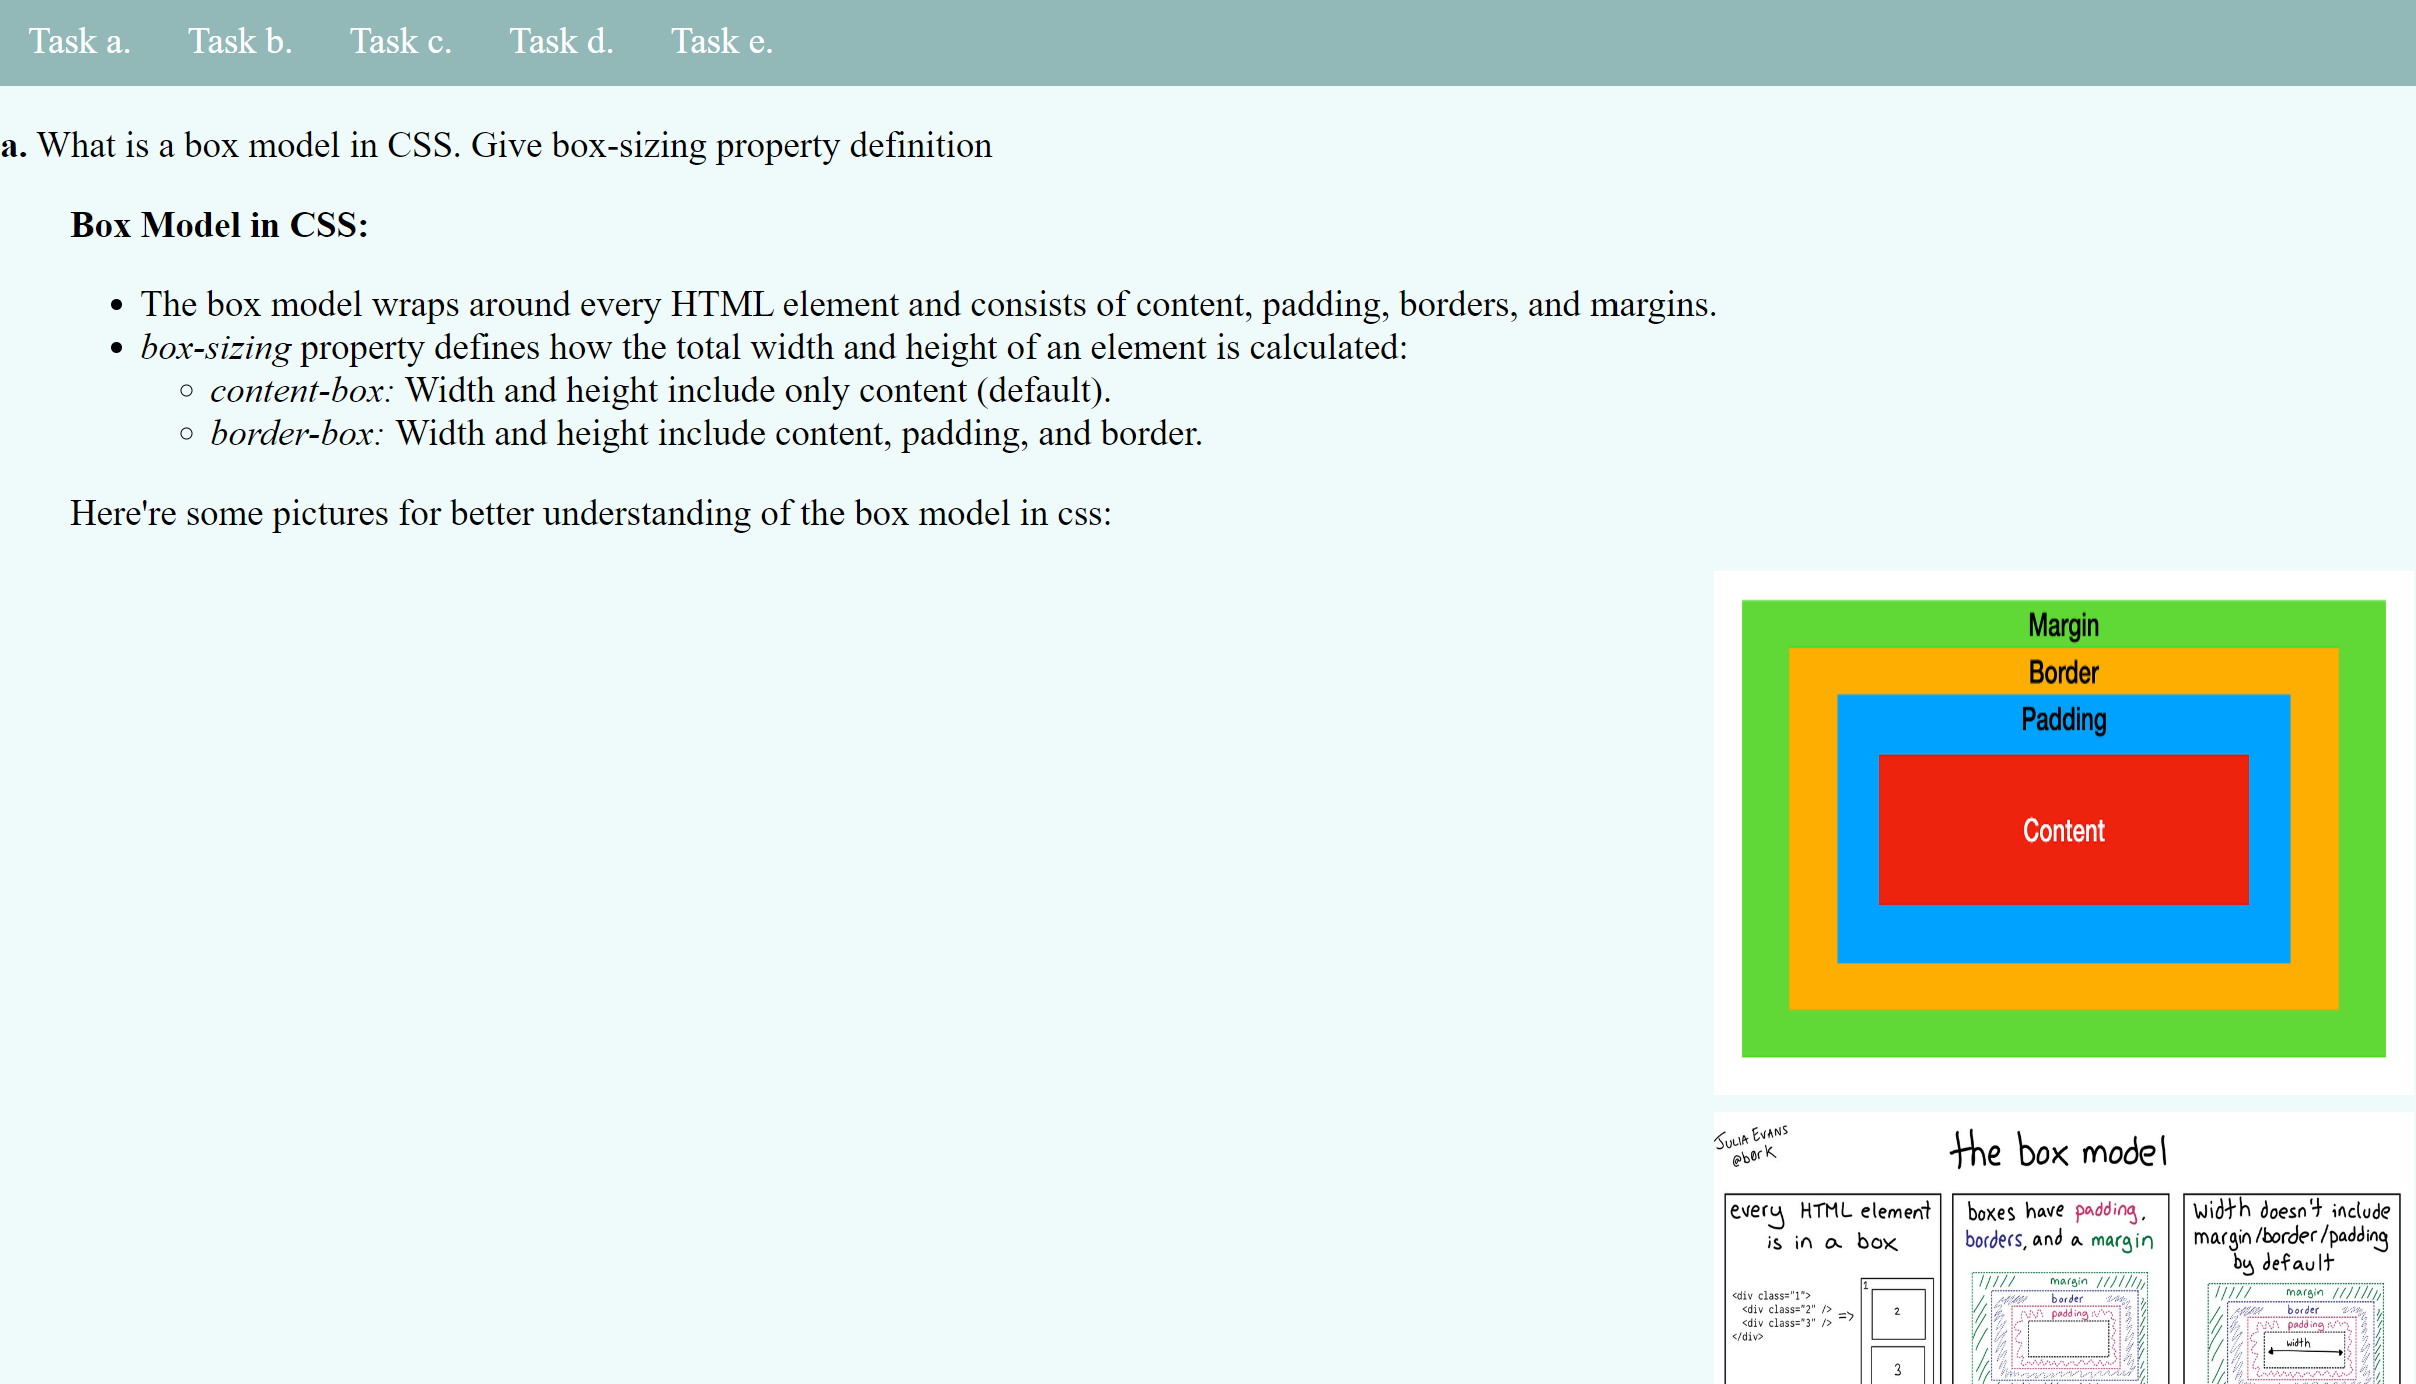 Task a. Task b. Task c. Task d. Task e.
a. What is a box model in CSS. Give box-sizing property definition
Box Model in CSS:
The box model wraps around every HTML element and consists of content, padding, borders, and margins.
box-sizing property defines how the total width and height of an element is calculated:
content-box: Width and height include only content (default).
border-box: Width and height include content, padding, and border.
Here're some pictures for better understanding of the box model in css:
Margin
Border
Padding
Content
JULIA EVANS
@bork
the box model
every HTML element
is in a box
<div class="1">
<div class="2" />
<div class="3" />
</div>
=>
1
2
3
boxes have padding,
borders, and a margin
margin
border
padding
width doesn't include
margin/border/padding
by default
margin
border
padding
width